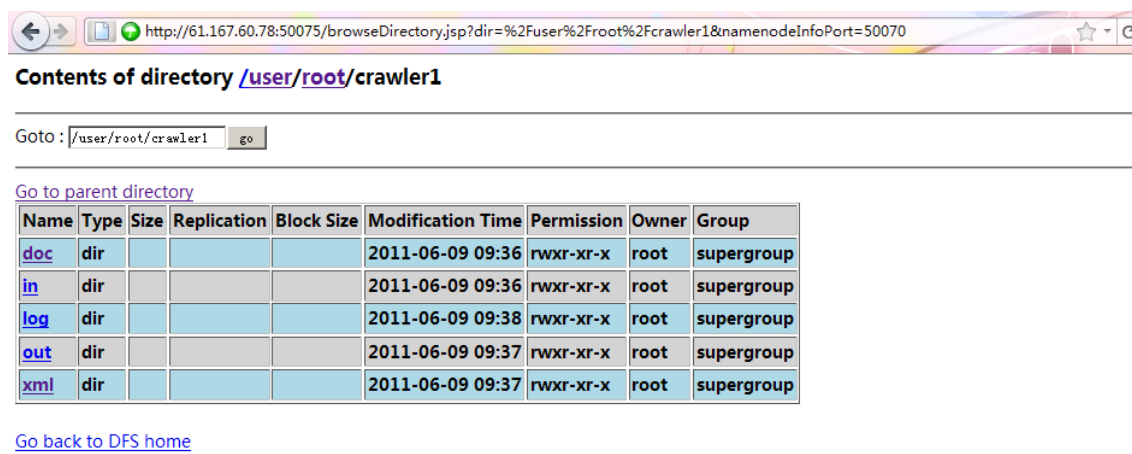 http://61.167.60.78:50075/browseDirectory.jsp?dir=%2Fuser%2Froot%2Fcrawler1&namenodeInfoPort=50070
Contents of directory /user/root/crawler1
Goto : /user/root/crawler1 go
Go to parent directory
Name Type Size Replication Block Size Modification Time Permission Owner Group
doc dir 2011-06-09 09:36 rwxr-xr-x root supergroup
in dir 2011-06-09 09:36 rwxr-xr-x root supergroup
log dir 2011-06-09 09:38 rwxr-xr-x root supergroup
out dir 2011-06-09 09:37 rwxr-xr-x root supergroup
xml dir 2011-06-09 09:37 rwxr-xr-x root supergroup
Go back to DFS home